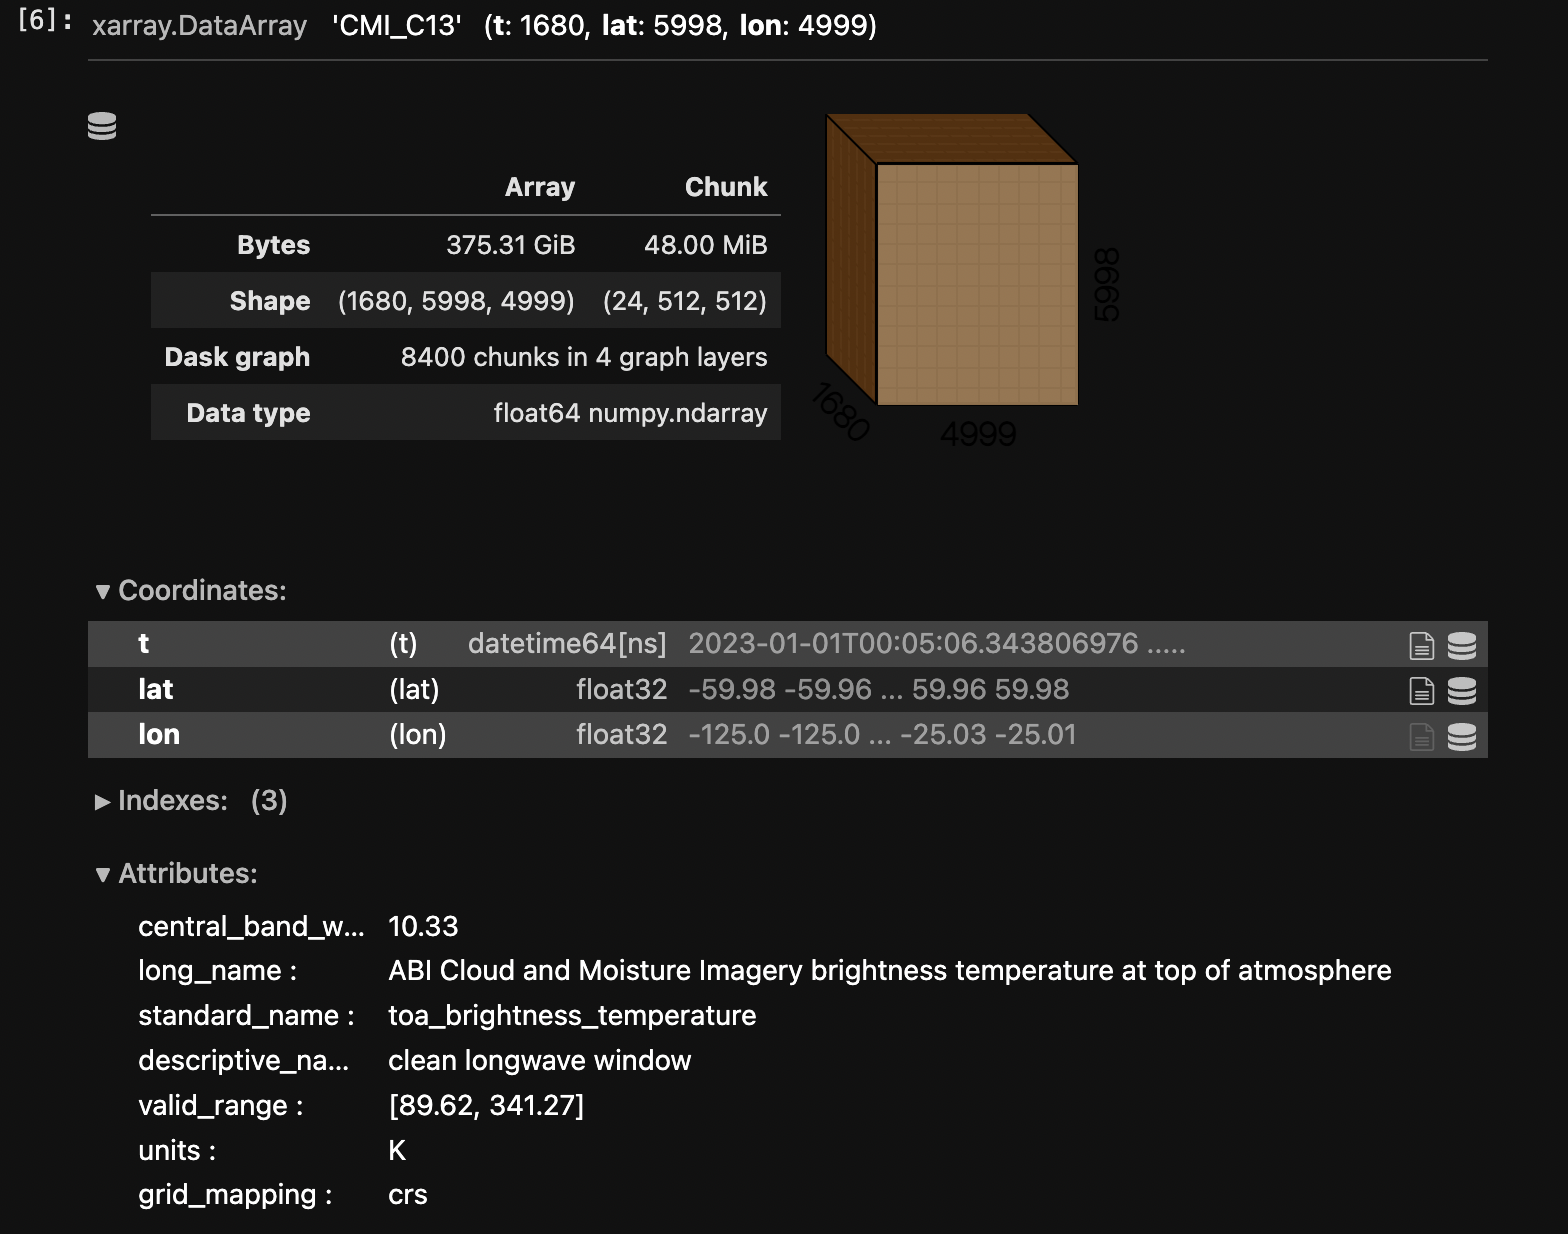 [6]: xarray.DataArray 'CMI_C13' (t: 1680, lat: 5998, lon: 4999)
Array Chunk
Bytes 375.31 GiB 48.00 MiB
Shape (1680, 5998, 4999) (24, 512, 512)
Dask graph 8400 chunks in 4 graph layers
Data type float64 numpy.ndarray
5998
1680
4999
▼ Coordinates:
t (t) datetime64[ns] 2023-01-01T00:05:06.343806976 .....
lat (lat) float32 -59.98 -59.96 ... 59.96 59.98
lon (lon) float32 -125.0 -125.0 ... -25.03 -25.01
► Indexes: (3)
▼ Attributes:
central_band_w... 10.33
long_name : ABI Cloud and Moisture Imagery brightness temperature at top of atmosphere
standard_name : toa_brightness_temperature
descriptive_na... clean longwave window
valid_range : [89.62, 341.27]
units : K
grid_mapping : crs